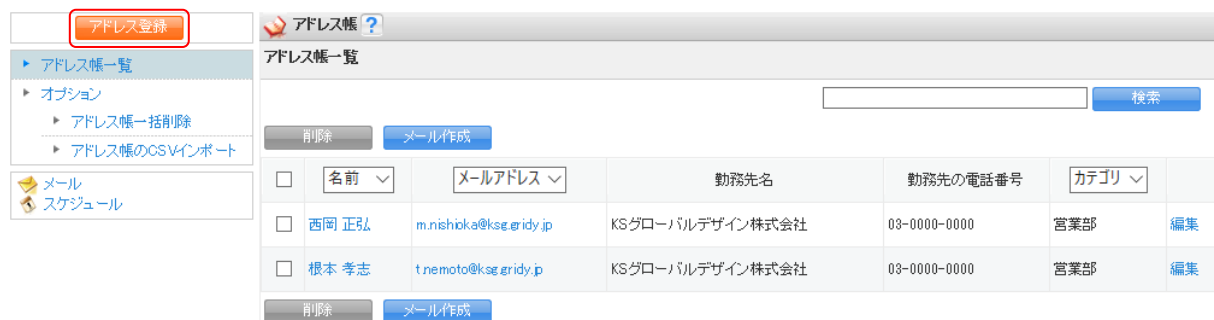 アドレス登録
アドレス帳一覧
オプション
アドレス帳一括削除
アドレス帳のCSVインポート
メール
スケジュール
アドレス帳 ?
アドレス帳一覧
検索
削除 メール作成
名前 メールアドレス 勤務先名 勤務先の電話番号 カテゴリ
西岡 正弘 m.nishioka@ksg.gridy.jp KSグローバルデザイン株式会社 03-0000-0000 営業部 編集
根本 孝志 t.nemoto@ksg.gridy.jp KSグローバルデザイン株式会社 03-0000-0000 営業部 編集
削除 メール作成